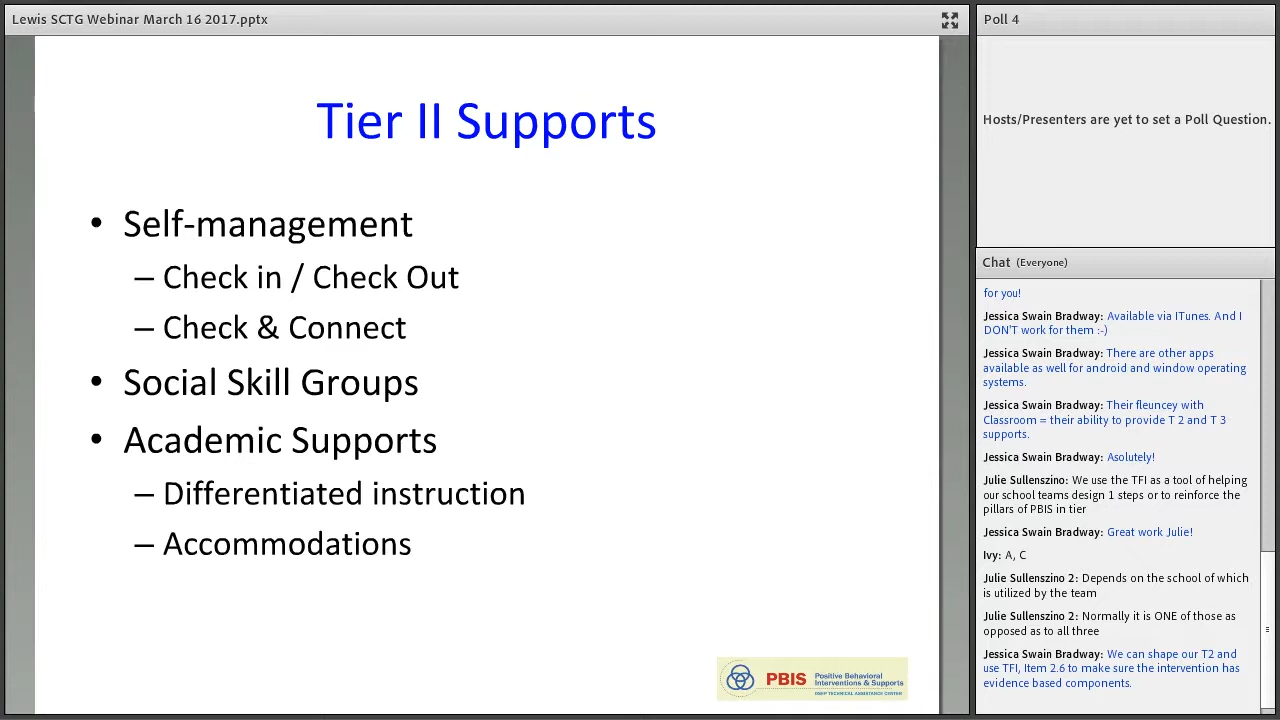 Lewis SCTG Webinar March 16 2017.pptx
Tier II Supports
• Self-management
– Check in / Check Out
– Check & Connect
• Social Skill Groups
• Academic Supports
– Differentiated instruction
– Accommodations
PBIS
Positive Behavioral
Interventions & Supports
OSEP TECHNICAL ASSISTANCE CENTER
Poll 4
Hosts/Presenters are yet to set a Poll Question.
Chat (Everyone)
for you!
Jessica Swain Bradway: Available via ITunes. And I
DON'T work for them :-)
Jessica Swain Bradway: There are other apps
available as well for android and window operating
systems.
Jessica Swain Bradway: Their fleuncey with
Classroom = their ability to provide T 2 and T 3
supports.
Jessica Swain Bradway: Asolutely!
Julie Sullenszino: We use the TFI as a tool of helping
our school teams design 1 steps or to reinforce the
pillars of PBIS in tier
Jessica Swain Bradway: Great work Julie!
Ivy: A, C
Julie Sullenszino 2: Depends on the school of which
is utilized by the team
Julie Sullenszino 2: Normally it is ONE of those as
opposed as to all three
Jessica Swain Bradway: We can shape our T2 and
use TFI, Item 2.6 to make sure the intervention has
evidence based components.